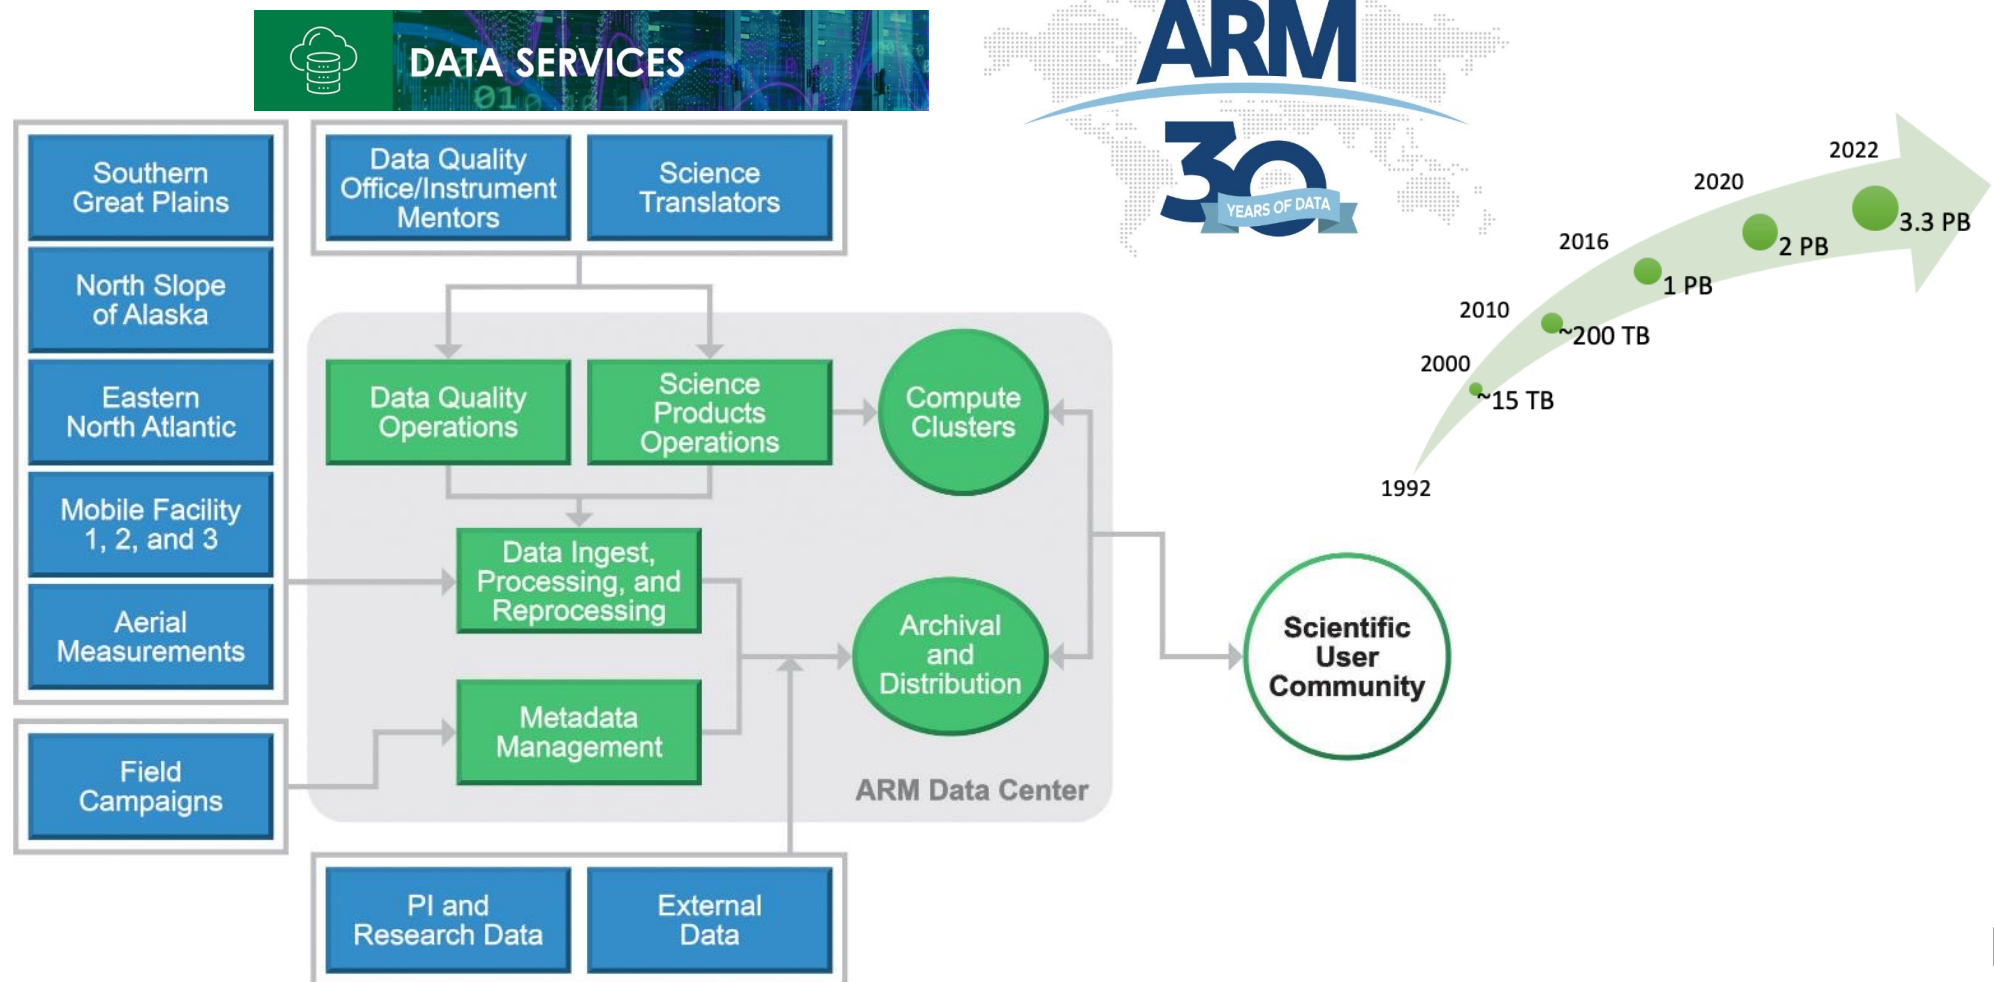 DATA SERVICES
01
ARM
30
YEARS OF DATA
Southern
Great Plains
North Slope
of Alaska
Eastern
North Atlantic
Mobile Facility
1, 2, and 3
Aerial
Measurements
Field
Campaigns
Data Quality
Office/Instrument
Mentors
Science
Translators
Data Quality
Operations
Science
Products
Operations
Compute
Clusters
Data Ingest,
Processing, and
Reprocessing
Archival
and
Distribution
Metadata
Management
ARM Data Center
PI and
Research Data
External
Data
Scientific
User
Community
2022
3.3 PB
2020
2 PB
2016
1 PB
2010
~200 TB
2000
~15 TB
1992